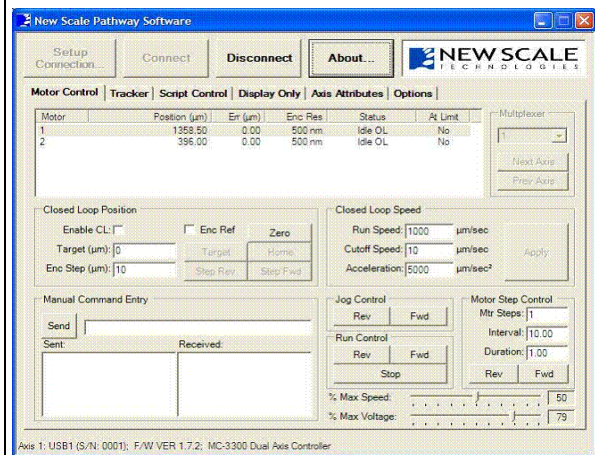 New Scale Pathway Software
Setup Connection... Connect Disconnect About... NEW SCALE
TECHNOLOGIES
Motor Control Tracker Script Control Display Only Axis Attributes Options
Motor Position (µm) Err (µm) Enc Res Status At Limit
1 1358.50 0.00 500 nm Idle OL No
2 396.00 0.00 500 nm Idle OL No
Multplexer
1
Next Axis
Prev Axis
Closed Loop Position
Enable CL: Enc Ref Zero
Target (µm): 0 Target Home
Enc Step (µm): 10 Step Rev Step Fwd
Closed Loop Speed
Run Speed: 1000 µm/sec
Cutoff Speed: 10 µm/sec Apply
Acceleration: 5000 µm/sec²
Manual Command Entry
Send
Sent: Received:
Jog Control
Rev Fwd
Run Control
Rev Fwd
Stop
Motor Step Control
Mtr Steps: 1
Interval: 10.00
Duration: 1.00
Rev Fwd
% Max Speed: 50
% Max Voltage: 79
Axis 1: USB1 (S/N: 0001); F/W VER 1.7.2; MC-3300 Dual Axis Controller